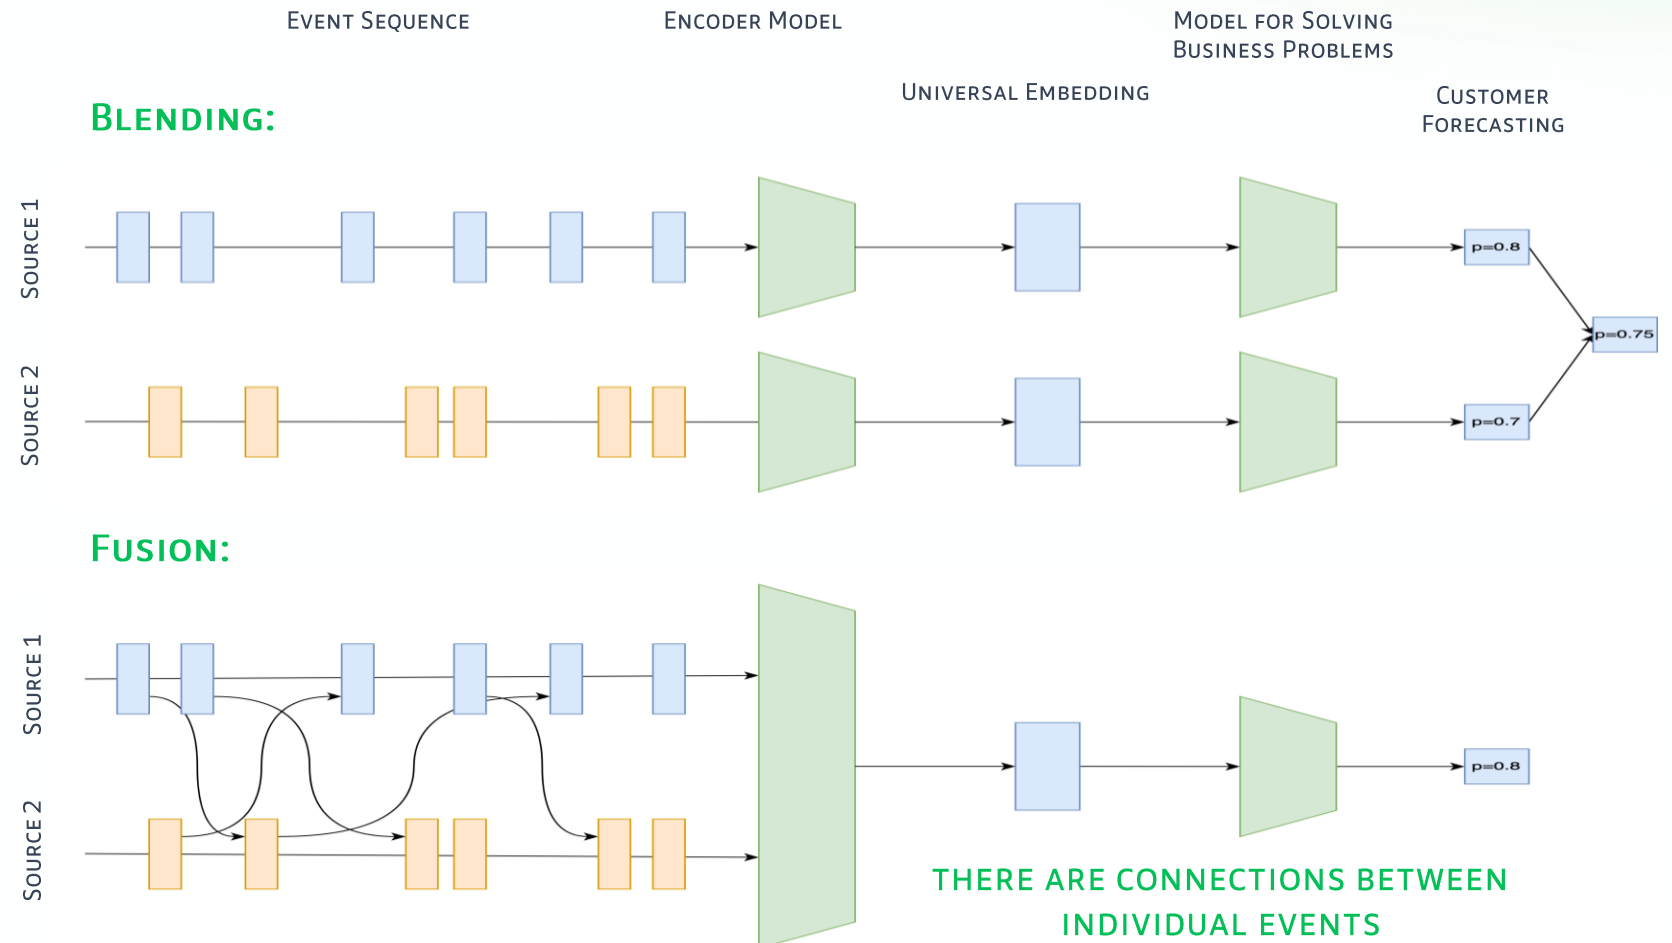 EVENT SEQUENCE
ENCODER MODEL
MODEL FOR SOLVING
BUSINESS PROBLEMS
UNIVERSAL EMBEDDING
CUSTOMER
FORECASTING
BLENDING:
SOURCE 1
p=0.8
p=0.75
SOURCE 2
p=0.7
FUSION:
SOURCE 1
p=0.8
SOURCE 2
THERE ARE CONNECTIONS BETWEEN
INDIVIDUAL EVENTS